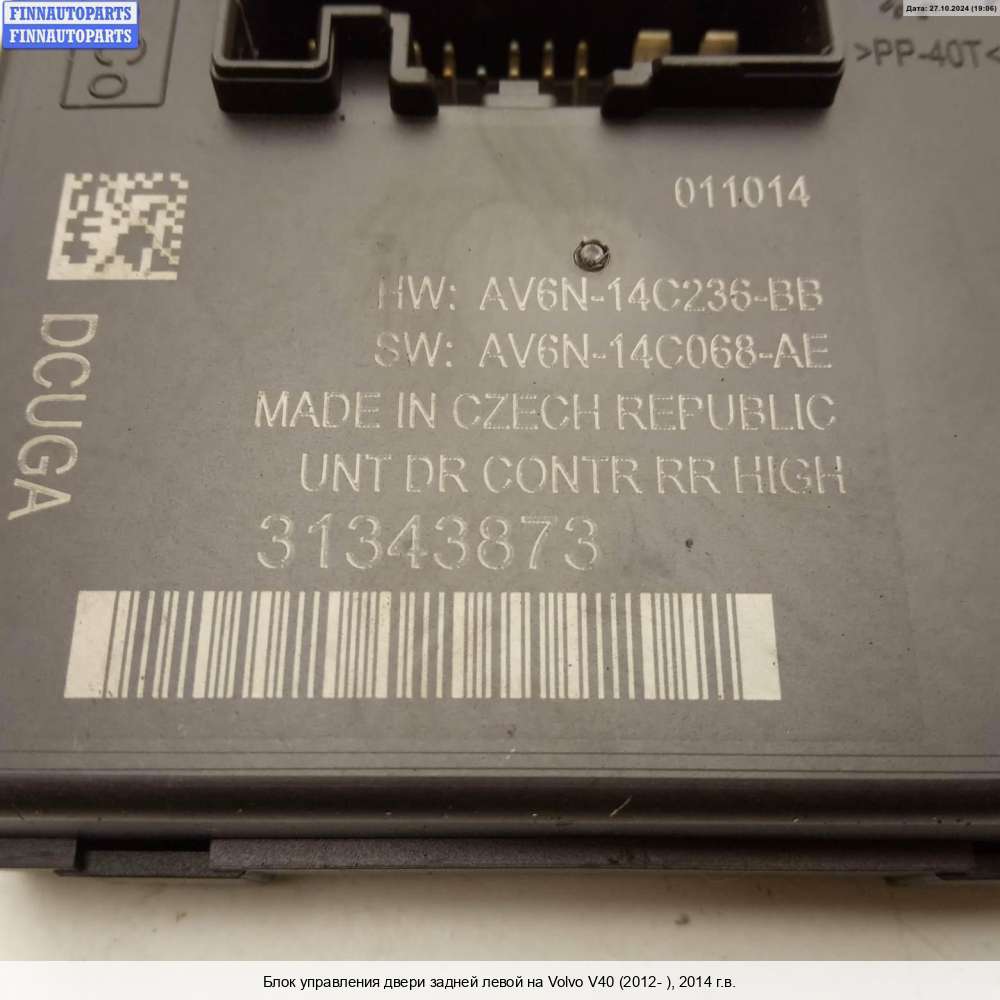 FINNAUTOPARTS
FINNAUTOPARTS
Дата: 27.10.2024 (19:06)
Co
>PP-40T<
011014
HW: AV6N-14C236-BB
SW: AV6N-14C068-AE
MADE IN CZECH REPUBLIC
UNT DR CONTR RR HIGH
31343873
DCUGA
Блок управления двери задней левой на Volvo V40 (2012- ), 2014 г.в.